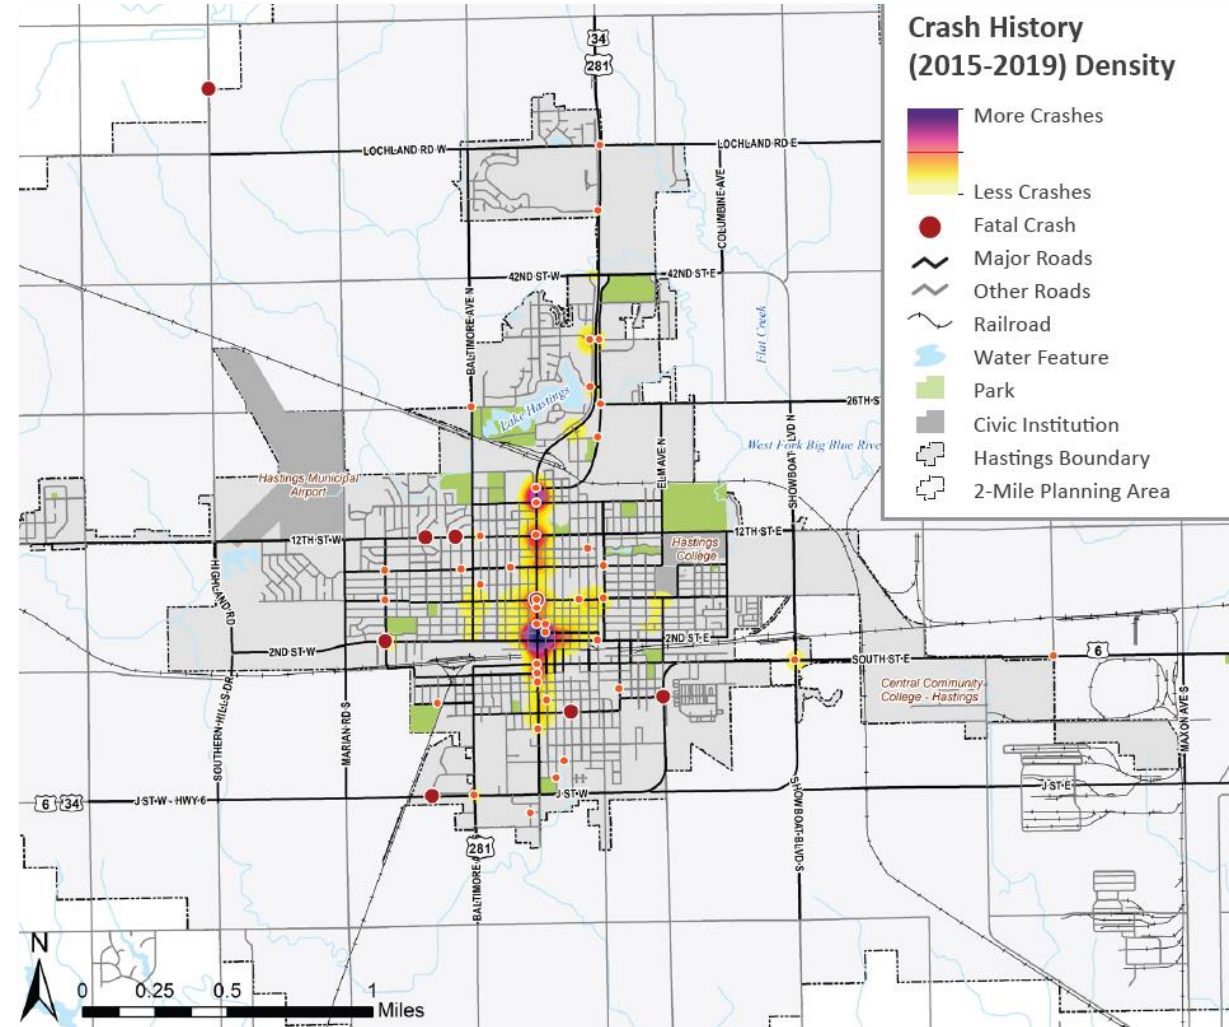 Crash History
(2015-2019) Density
More Crashes
Less Crashes
Fatal Crash
Major Roads
Other Roads
Railroad
Water Feature
Park
Civic Institution
Hastings Boundary
2-Mile Planning Area
34
281
LOCHLAND RD W
LOCHLAND RD E
COLUMBINE AVE
42ND ST W
42ND ST E
BALTIMORE AVE N
Flat Creek
Lake Hastings
26TH S
West Fork Big Blue Rive
ELM AVE N
SHOWBOAT LVD N
Hastings Municipal
Airport
12TH ST W
12TH ST E
Hastings
College
HIGHLAND RD
2ND ST W
2ND ST E
SOUTH ST E
6
Central Community
College - Hastings
SOUTHERN HILLS DR
MARIAN RD S
MAXON AVE S
6
34
J ST W - HWY 6
J ST W
J ST E
SHOWBOAT BLVD S
281
BALTIMORE
N
0
0.25
0.5
1
Miles